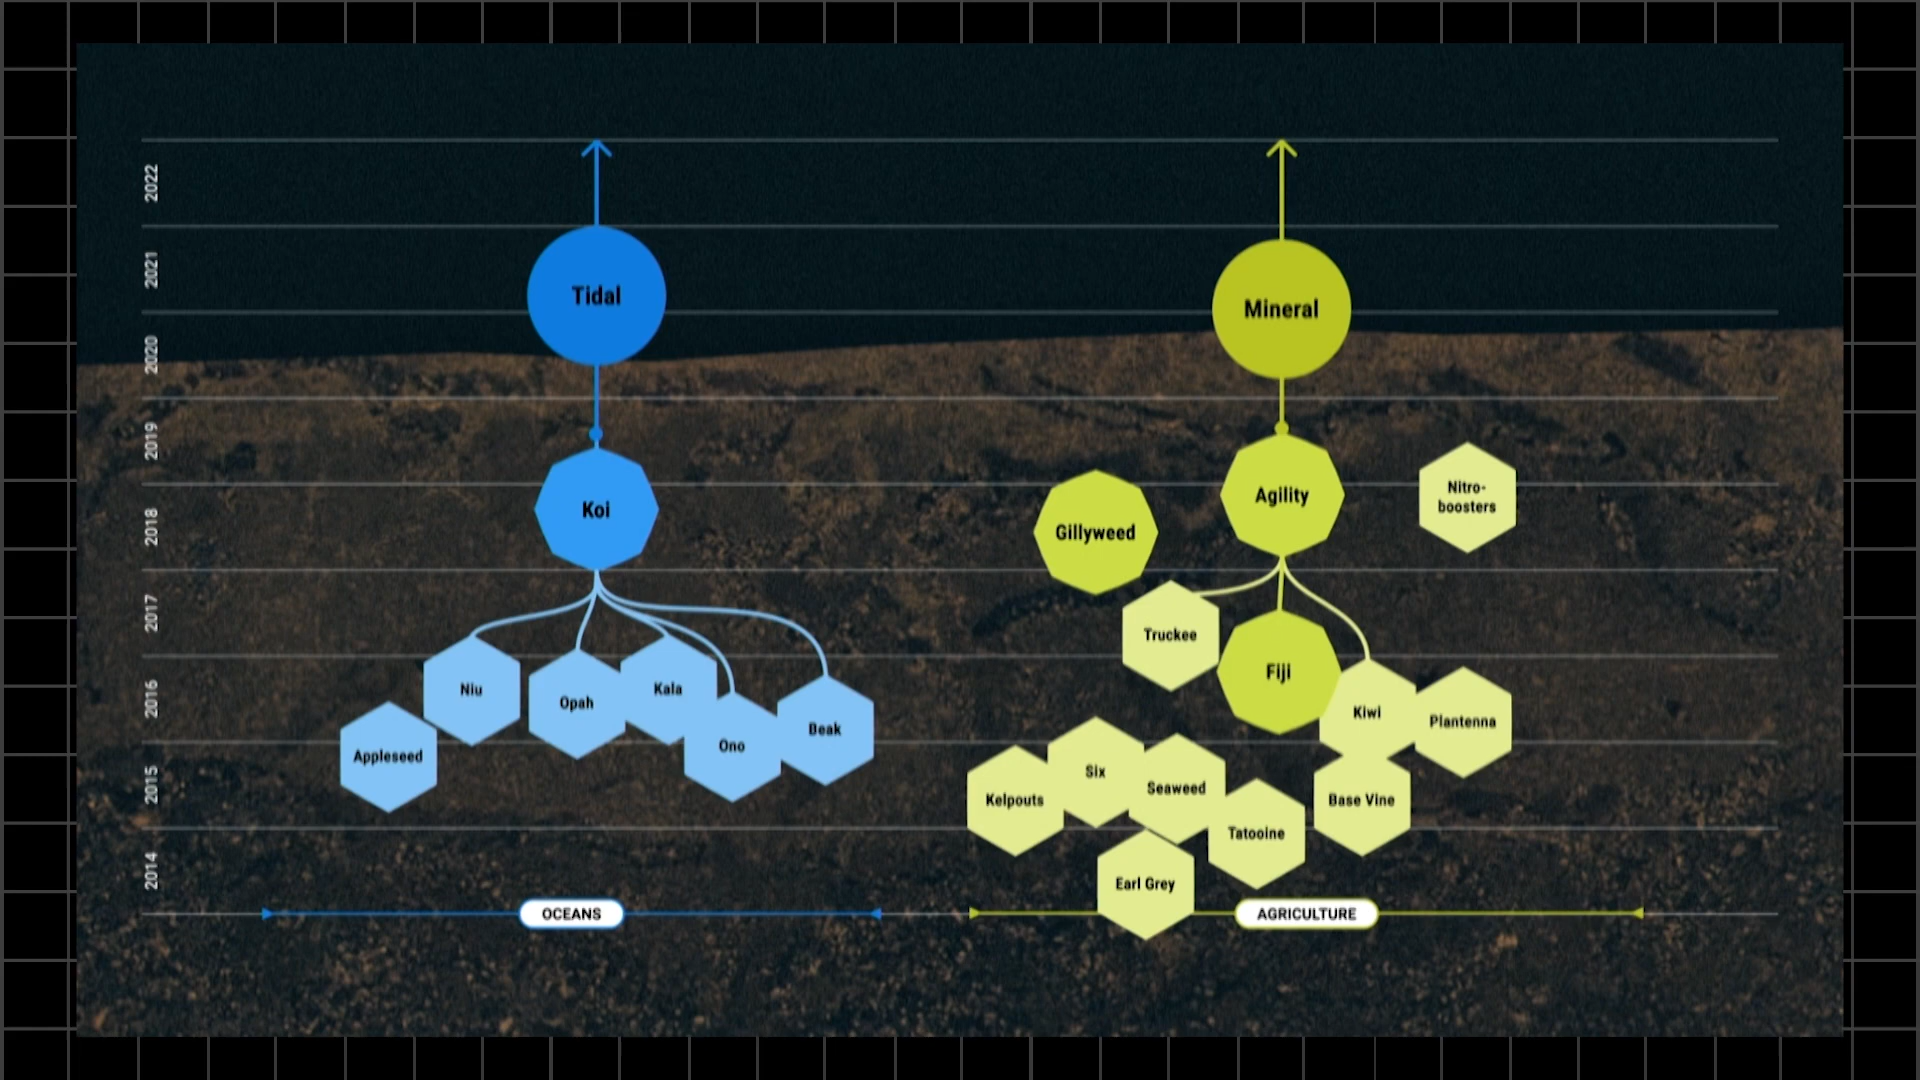 2022
2021
2020
2019
2018
2017
2016
2015
2014
Tidal
Koi
Niu
Opah
Kala
Ono
Beak
Appleseed
OCEANS
Mineral
Agility
Nitro-
boosters
Gillyweed
Truckee
Fiji
Kiwi
Plantenna
Six
Seaweed
Kelpouts
Base Vine
Tatooine
Earl Grey
AGRICULTURE